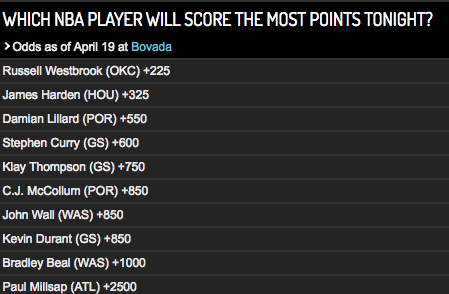 WHICH NBA PLAYER WILL SCORE THE MOST POINTS TONIGHT?
> Odds as of April 19 at Bovada
Russell Westbrook (OKC) +225
James Harden (HOU) +325
Damian Lillard (POR) +550
Stephen Curry (GS) +600
Klay Thompson (GS) +750
C.J. McCollum (POR) +850
John Wall (WAS) +850
Kevin Durant (GS) +850
Bradley Beal (WAS) +1000
Paul Millsap (ATL) +2500